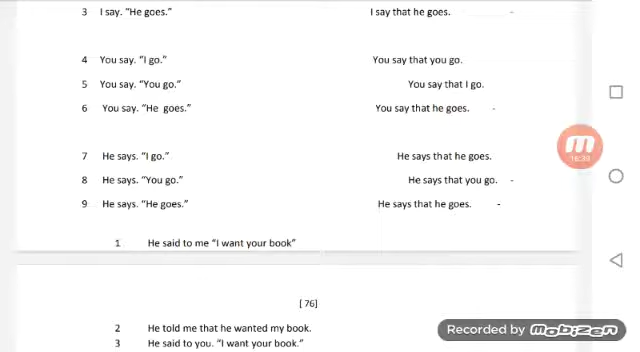 3 I say. "He goes." I say that he goes. -
4 You say. "I go." You say that you go.
5 You say. "You go." You say that I go.
6 You say. "He goes." You say that he goes. -
7 He says. "I go." He says that he goes.
8 He says. "You go." He says that you go. -
9 He says. "He goes." He says that he goes. -
1 He said to me "I want your book"
[ 76]
2 He told me that he wanted my book.
3 He said to you. "I want your book."
16:39
Recorded by Mobizen